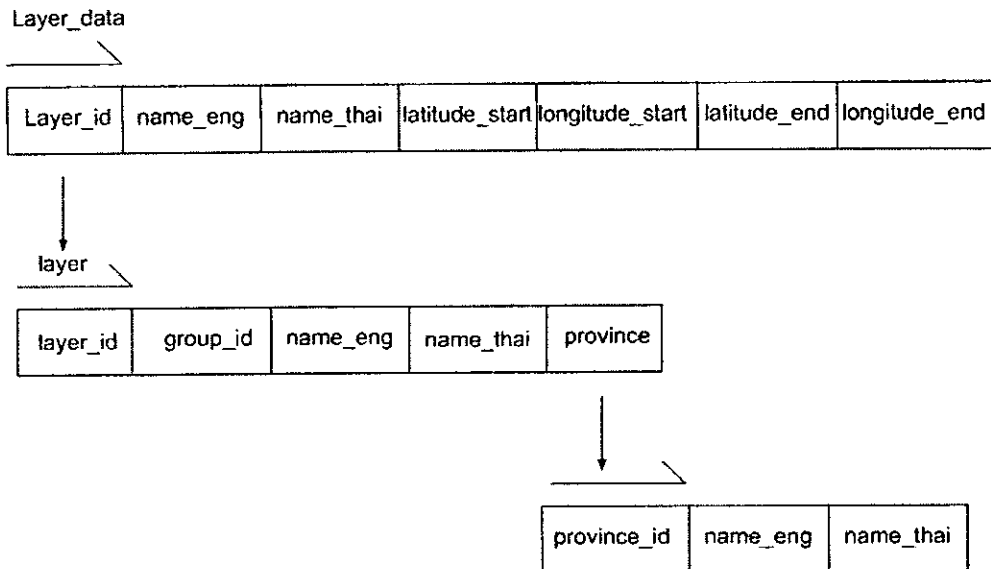 Layer_data
Layer_id name_eng name_thai latitude_start longitude_start latitude_end longitude_end
layer
layer_id group_id name_eng name_thai province
province_id name_eng name_thai